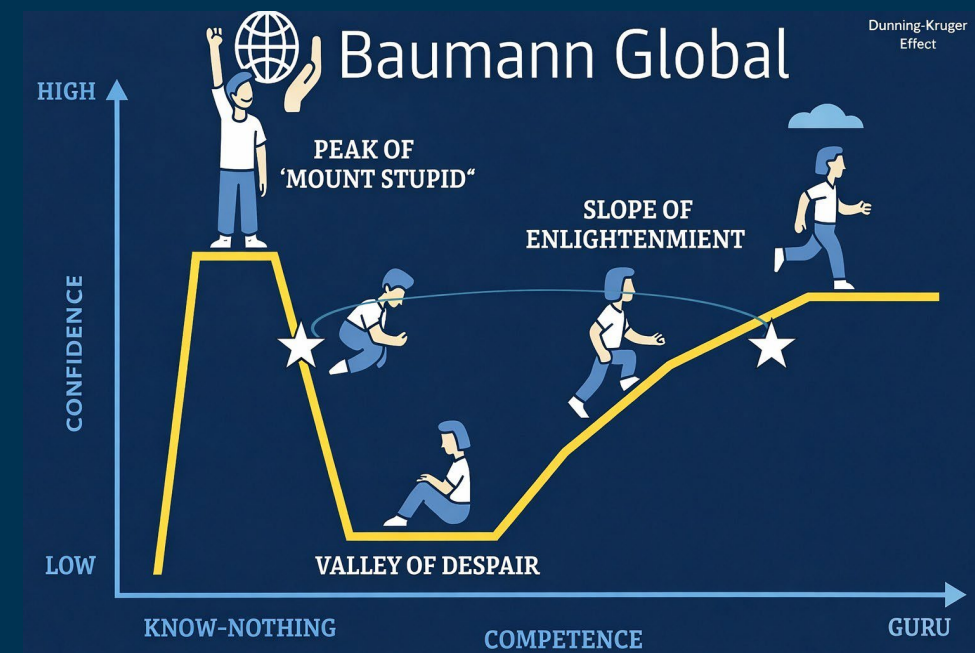 Baumann Global
Dunning-Kruger
Effect
HIGH
PEAK OF
‘MOUNT STUPID“
SLOPE OF
ENLIGHTENMIENT
CONFIDENCE
LOW
VALLEY OF DESPAIR
KNOW-NOTHING
COMPETENCE
GURU